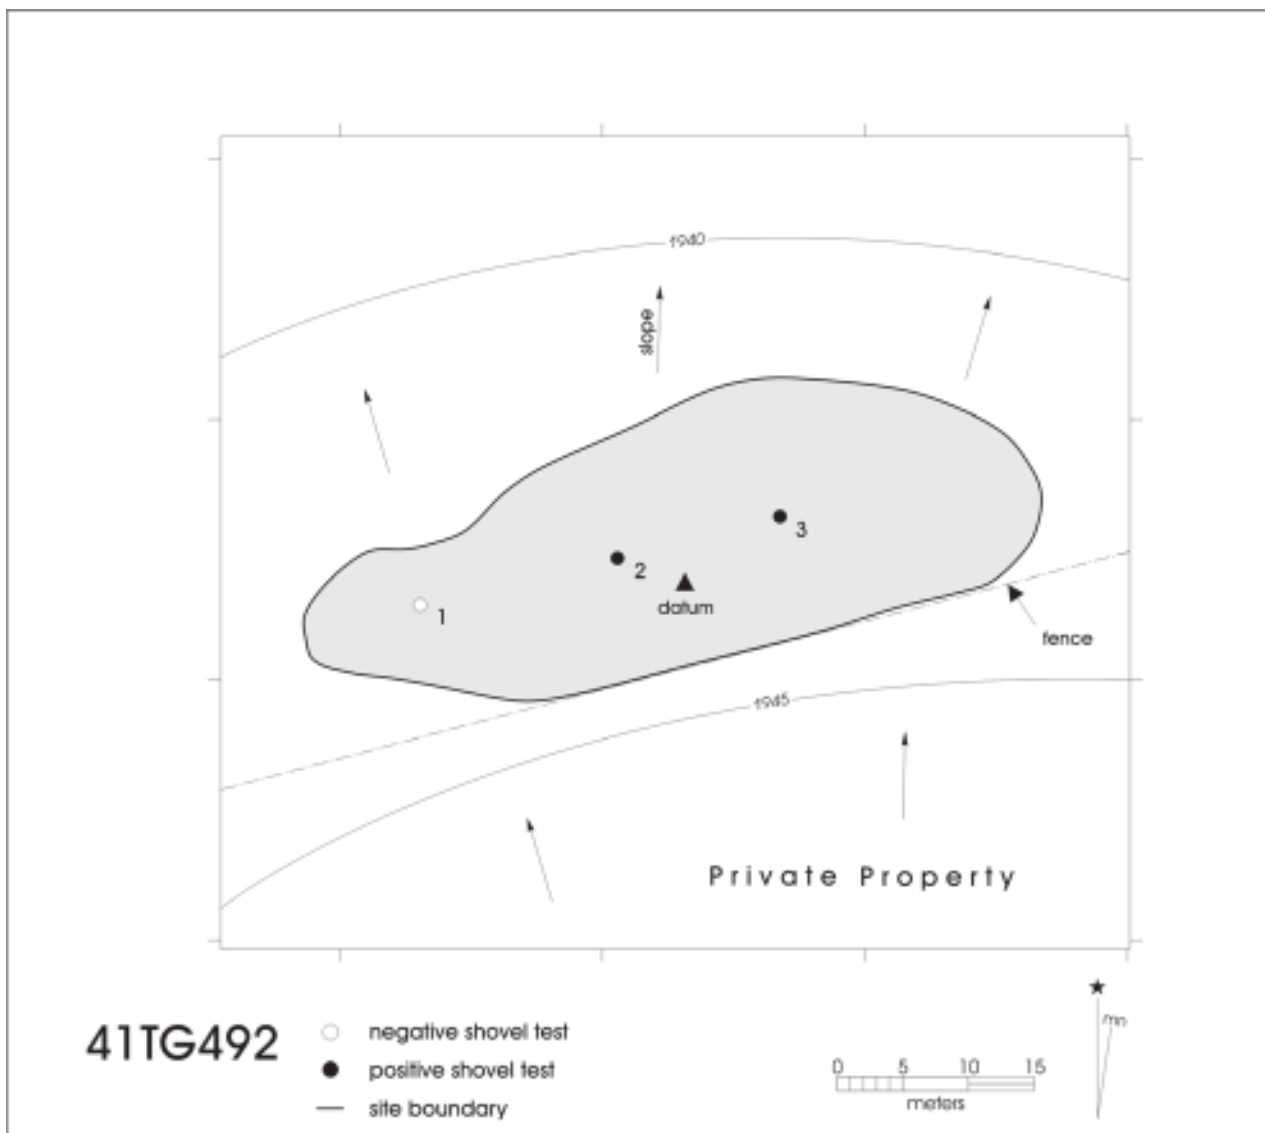 1940
slope
3
2
datum
1
fence
1945
Private Property
mn
41TG492
negative shovel test
positive shovel test
site boundary
0 5 10 15
meters